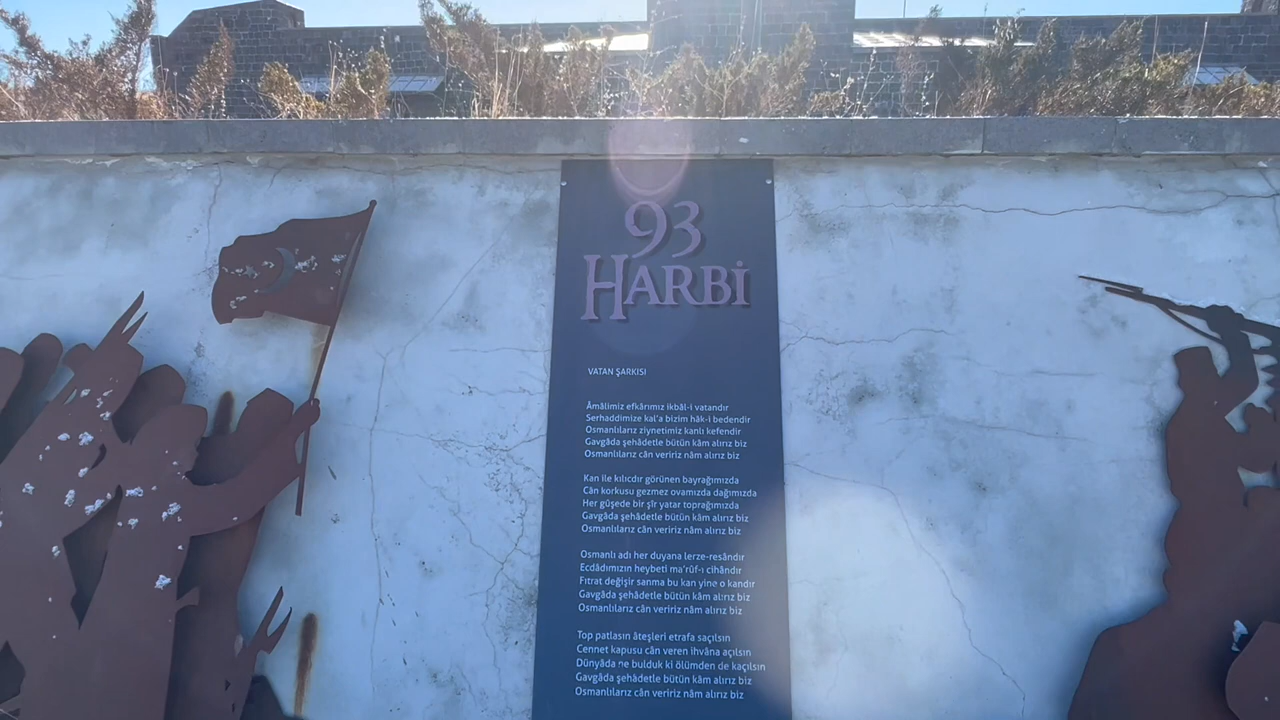 93
HARBİ
VATAN ŞARKISI
Âmâlimiz efkârımız ikbâl-i vatandır
Serhaddimize kal'a bizim hâk-i bedendir
Osmanlılarız ziynetimiz kanlı kefendir
Gavgâda şehâdetle bütün kâm alırız biz
Osmanlılarız cân veririz nâm alırız biz
Kan ile kılıcdır görünen bayrağımızda
Cân korkusu gezmez ovamızda dağımızda
Her gûşede bir şîr yatar toprağımızda
Gavgâda şehâdetle bütün kâm alırız biz
Osmanlılarız cân veririz nâm alırız biz
Osmanlı adı her duyana lerze-resândır
Ecdâdımızın heybeti ma'rûf-ı cihândır
Fıtrat değişir sanma bu kan yine o kandır
Gavgâda şehâdetle bütün kâm alırız biz
Osmanlılarız cân veririz nâm alırız biz
Top patlasın âteşleri etrafa saçılsın
Cennet kapusu cân veren ihvâna açılsın
Dünyâda ne bulduk ki ölümden de kaçılsın
Gavgâda şehâdetle bütün kâm alırız biz
Osmanlılarız cân veririz nâm alırız biz